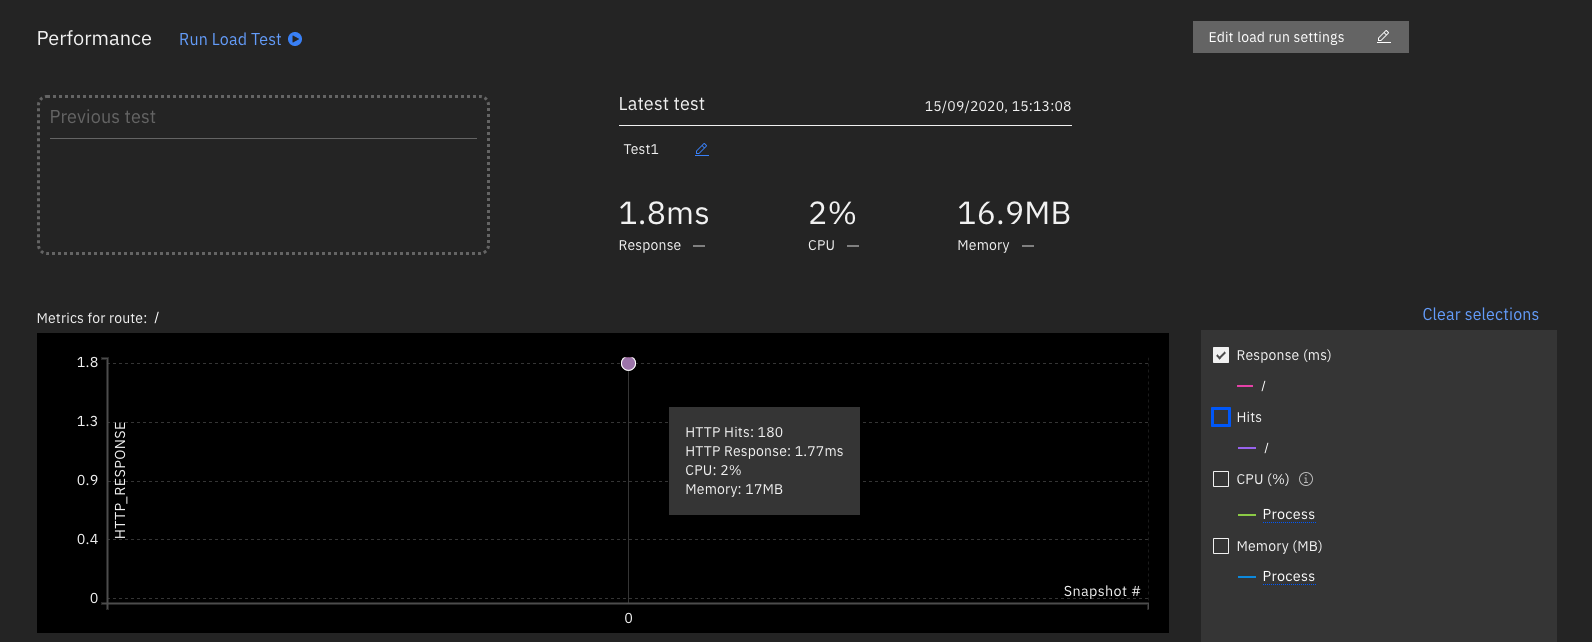 Performance
Run Load Test
Edit load run settings
Previous test
Latest test
15/09/2020, 15:13:08
Test1
1.8ms
2%
16.9MB
Response —
CPU —
Memory —
Metrics for route: /
Clear selections
1.8
1.3
0.9
0.4
0
HTTP_RESPONSE
HTTP Hits: 180
HTTP Response: 1.77ms
CPU: 2%
Memory: 17MB
Snapshot #
0
Response (ms)
/
Hits
/
CPU (%)
Process
Memory (MB)
Process